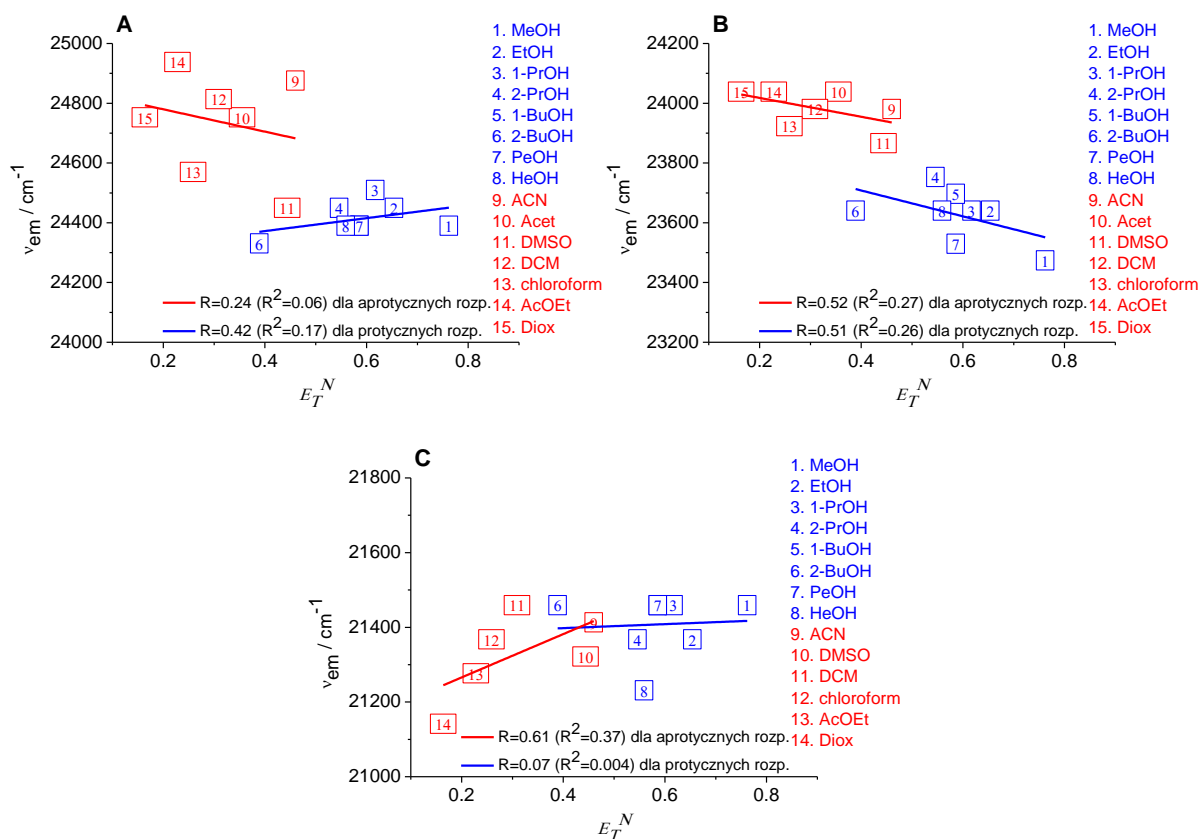 A
25000
24800
24600
24400
24200
24000
0.2 0.4 0.6 0.8
ν_em / cm^-1
E_T^N
14
9
12
15
10
13
11
3
4
2
8
7
1
6
R=0.24 (R^2=0.06) dla aprotycznych rozp.
R=0.42 (R^2=0.17) dla protycznych rozp.
1. MeOH
2. EtOH
3. 1-PrOH
4. 2-PrOH
5. 1-BuOH
6. 2-BuOH
7. PeOH
8. HeOH
9. ACN
10. Acet
11. DMSO
12. DCM
13. chloroform
14. AcOEt
15. Diox
B
24200
24000
23800
23600
23400
23200
0.2 0.4 0.6 0.8
ν_em / cm^-1
E_T^N
15
14
10
12
9
13
11
4
5
6
8
3
2
7
1
R=0.52 (R^2=0.27) dla aprotycznych rozp.
R=0.51 (R^2=0.26) dla protycznych rozp.
1. MeOH
2. EtOH
3. 1-PrOH
4. 2-PrOH
5. 1-BuOH
6. 2-BuOH
7. PeOH
8. HeOH
9. ACN
10. Acet
11. DMSO
12. DCM
13. chloroform
14. AcOEt
15. Diox
C
21800
21600
21400
21200
21000
0.2 0.4 0.6 0.8
ν_em / cm^-1
E_T^N
11
6
7
3
1
9
12
4
2
10
13
8
14
R=0.61 (R^2=0.37) dla aprotycznych rozp.
R=0.07 (R^2=0.004) dla protycznych rozp.
1. MeOH
2. EtOH
3. 1-PrOH
4. 2-PrOH
5. 1-BuOH
6. 2-BuOH
7. PeOH
8. HeOH
9. ACN
10. DMSO
11. DCM
12. chloroform
13. AcOEt
14. Diox